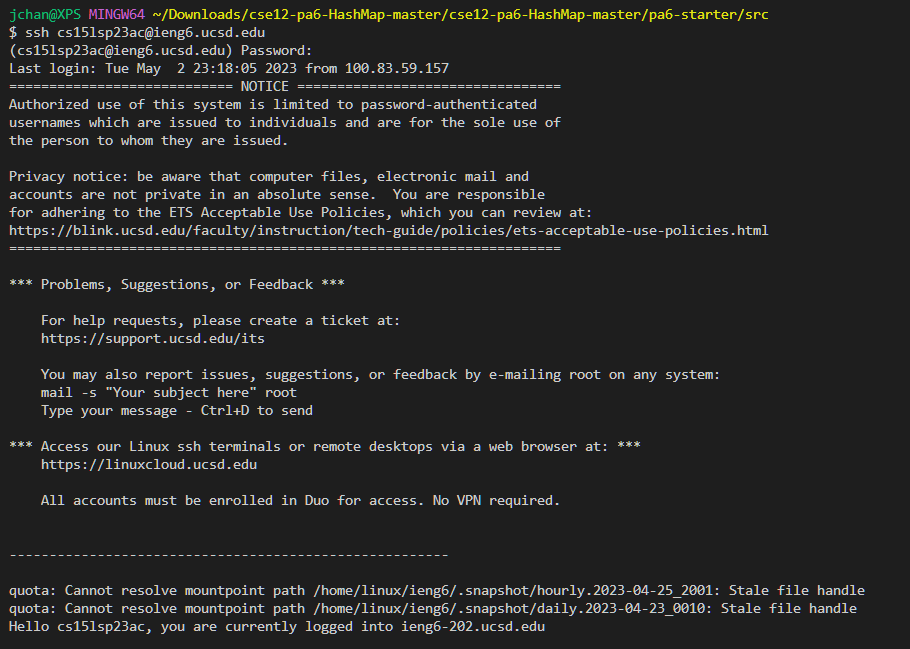 jchan@XPS MINGW64 ~/Downloads/cse12-pa6-HashMap-master/cse12-pa6-HashMap-master/pa6-starter/src
$ ssh cs15lsp23ac@ieng6.ucsd.edu
(cs15lsp23ac@ieng6.ucsd.edu) Password:
Last login: Tue May  2 23:18:05 2023 from 100.83.59.157
============================ NOTICE =================================
Authorized use of this system is limited to password-authenticated
usernames which are issued to individuals and are for the sole use of
the person to whom they are issued.

Privacy notice: be aware that computer files, electronic mail and
accounts are not private in an absolute sense.  You are responsible
for adhering to the ETS Acceptable Use Policies, which you can review at:
https://blink.ucsd.edu/faculty/instruction/tech-guide/policies/ets-acceptable-use-policies.html
=====================================================================

*** Problems, Suggestions, or Feedback ***

    For help requests, please create a ticket at:
    https://support.ucsd.edu/its

    You may also report issues, suggestions, or feedback by e-mailing root on any system:
    mail -s "Your subject here" root
    Type your message - Ctrl+D to send

*** Access our Linux ssh terminals or remote desktops via a web browser at: ***
    https://linuxcloud.ucsd.edu

    All accounts must be enrolled in Duo for access. No VPN required.

-------------------------------------------------------

quota: Cannot resolve mountpoint path /home/linux/ieng6/.snapshot/hourly.2023-04-25_2001: Stale file handle
quota: Cannot resolve mountpoint path /home/linux/ieng6/.snapshot/daily.2023-04-23_0010: Stale file handle
Hello cs15lsp23ac, you are currently logged into ieng6-202.ucsd.edu